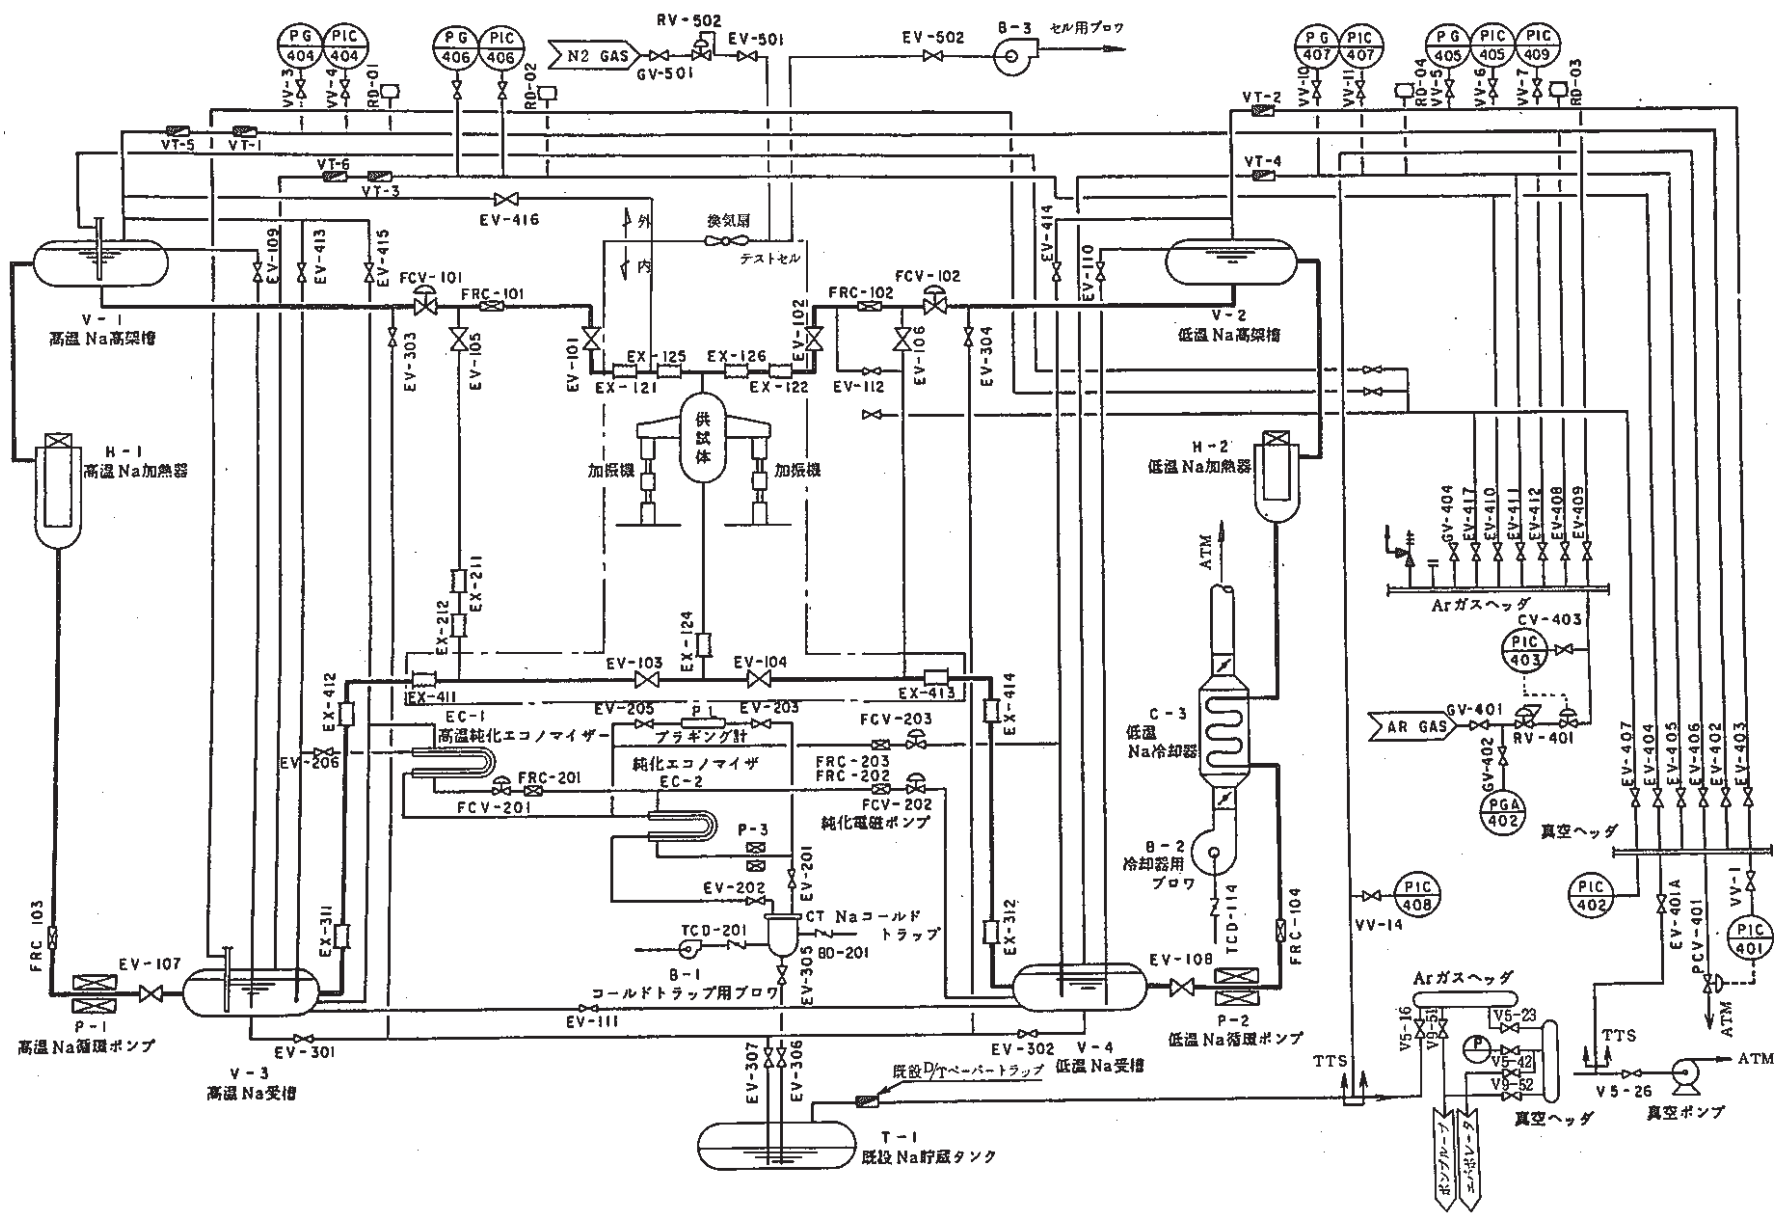 PG
404
PIC
404
VV-3
VV-4
RD-01
PG
406
PIC
406
RD-02
N2 GAS
GV-501
RV-502
EV-501
EV-502
B-3
セル用ブロワ
PG
407
PIC
407
VV-10
VV-11
RD-04
PG
405
PIC
405
PIC
409
VV-5
VV-6
VV-7
RD-03
VT-2
VT-5
VT-1
VT-6
VT-3
VT-4
EV-416
外
内
換気扇
テストセル
EV-109
EV-413
EV-415
EV-414
EV-110
FCV-101
FRC-101
FRC-102
FCV-102
V-1
高温Na高架槽
V-2
低温Na高架槽
EV-303
EV-105
EV-101
EX-125
EX-121
EX-126
EX-122
EV-102
EV-112
EV-106
EV-304
供試体
加振機
加振機
H-1
高温Na加熱器
H-2
低温Na加熱器
GV-404
EV-417
EV-410
EV-411
EV-412
EV-408
EV-409
Arガスヘッダ
ATM
CV-403
PIC
403
EX-211
EX-212
EX-124
EX-412
EX-411
EV-103
EV-104
EX-413
EX-414
EC-1
高温純化エコノマイザー
EV-205
P L
EV-203
プラギング計
FCV-203
C-3
低温
Na冷却器
AR GAS
GV-401
RV-401
GV-402
PGA
402
EV-407
EV-404
EV-405
EV-406
EV-402
EV-403
EV-206
純化エコノマイザ
EC-2
FRC-203
FRC-202
FCV-201
FRC-201
FCV-202
純化電磁ポンプ
P-3
B-2
冷却器用
ブロワ
真空ヘッダ
EV-202
EV-201
CT Naコールド
トラップ
TCD-201
BD-201
B-1
コールドトラップ用ブロワ
EV-305
TCD-114
FRC-104
PIC
408
VV-14
PIC
402
EV-401A
PCV-401
VV-1
PIC
401
ATM
FRC 103
EV-107
P-1
高温Na循環ポンプ
EX-311
EX-312
EV-108
P-2
低温Na循環ポンプ
EV-111
EV-301
V-3
高温Na受槽
EV-302
V-4
低温Na受槽
EV-307
EV-306
既設D/Tベーパートラップ
T-1
既設Na貯蔵タンク
TTS
Arガスヘッダ
V5-16
V9-51
V5-23
P
V5-42
V9-52
真空ヘッダ
ポンプループ
エバポレータ
TTS
V5-26
ATM
真空ポンプ